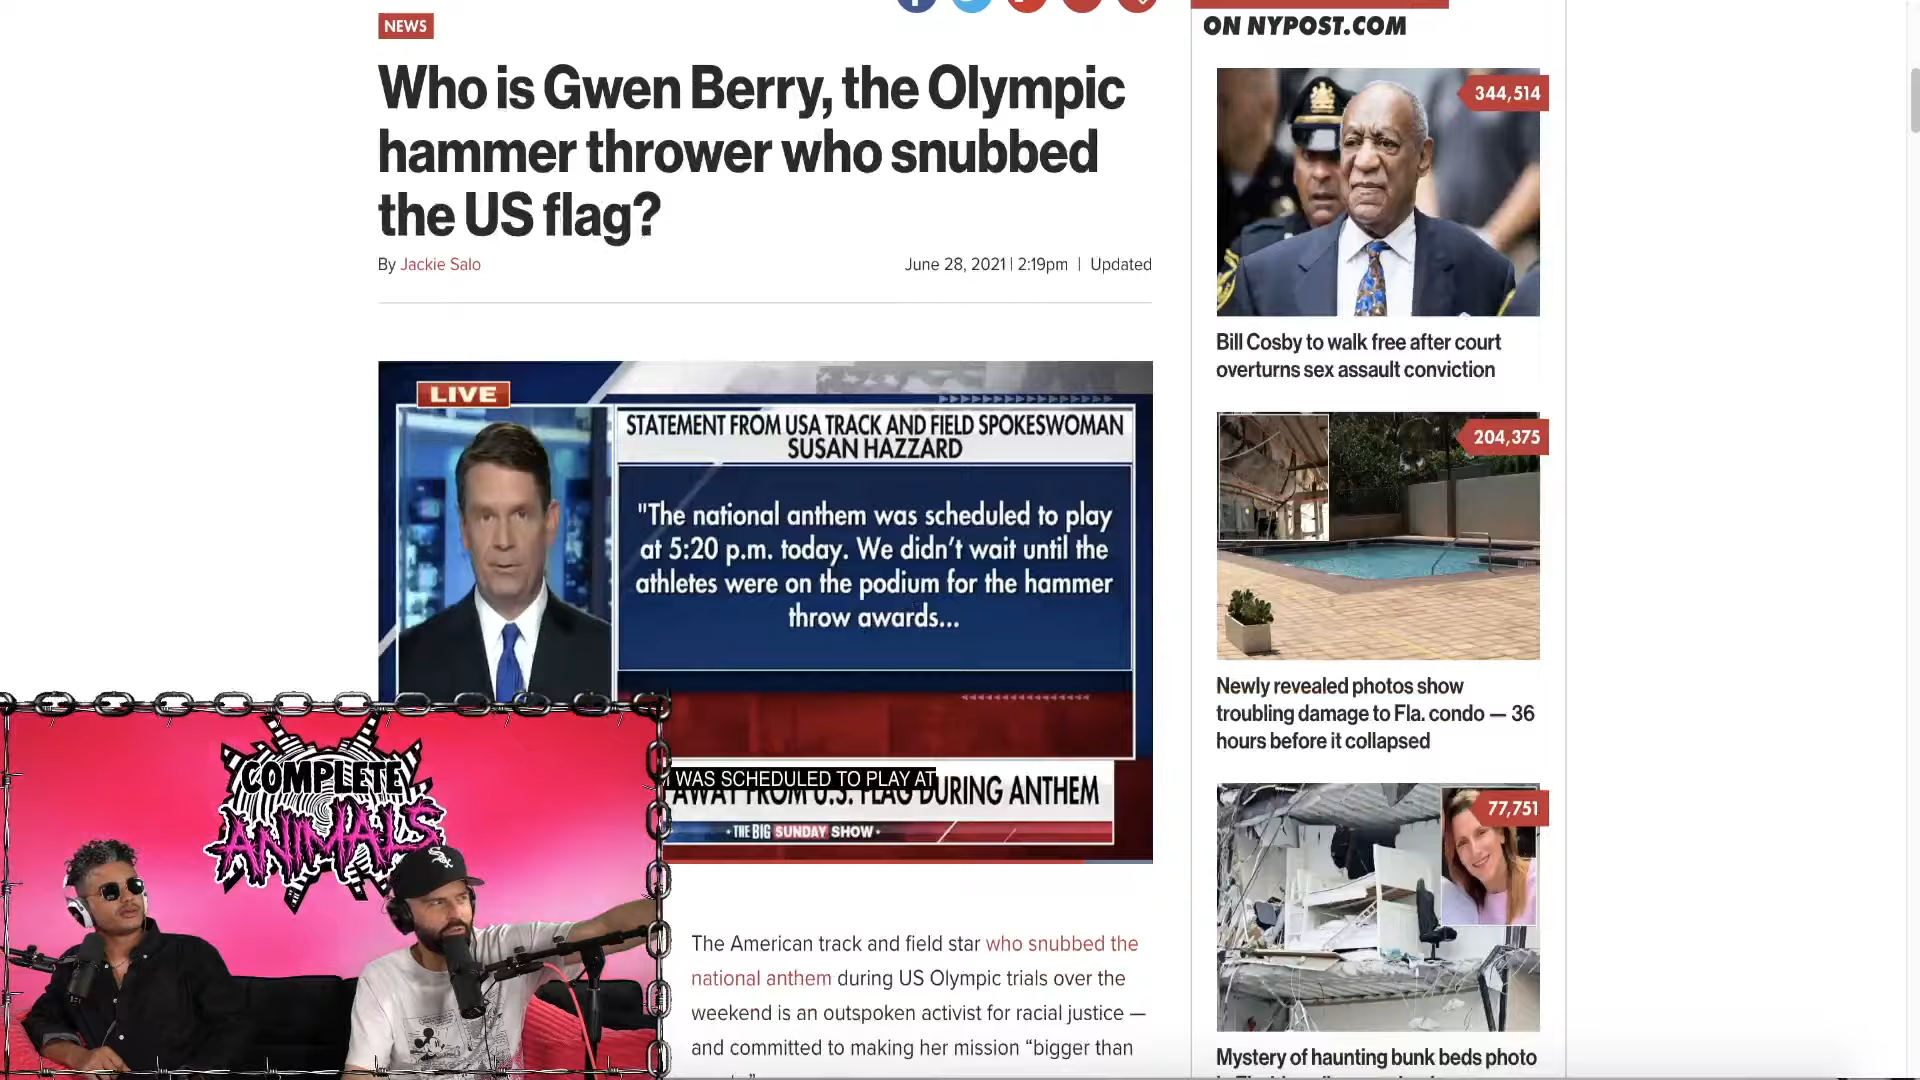 NEWS
Who is Gwen Berry, the Olympic
hammer thrower who snubbed
the US flag?
By Jackie Salo
June 28, 2021 | 2:19pm | Updated
LIVE
STATEMENT FROM USA TRACK AND FIELD SPOKESWOMAN
SUSAN HAZZARD
"The national anthem was scheduled to play
at 5:20 p.m. today. We didn't wait until the
athletes were on the podium for the hammer
throw awards...
WAS SCHEDULED TO PLAY AT
AWAY FROM U.S. FLAG DURING ANTHEM
• THE BIG SUNDAY SHOW •
COMPLETE
ANIMALS
The American track and field star who snubbed the
national anthem during US Olympic trials over the
weekend is an outspoken activist for racial justice —
and committed to making her mission “bigger than
ON NYPOST.COM
344,514
Bill Cosby to walk free after court
overturns sex assault conviction
204,375
Newly revealed photos show
troubling damage to Fla. condo — 36
hours before it collapsed
77,751
Mystery of haunting bunk beds photo